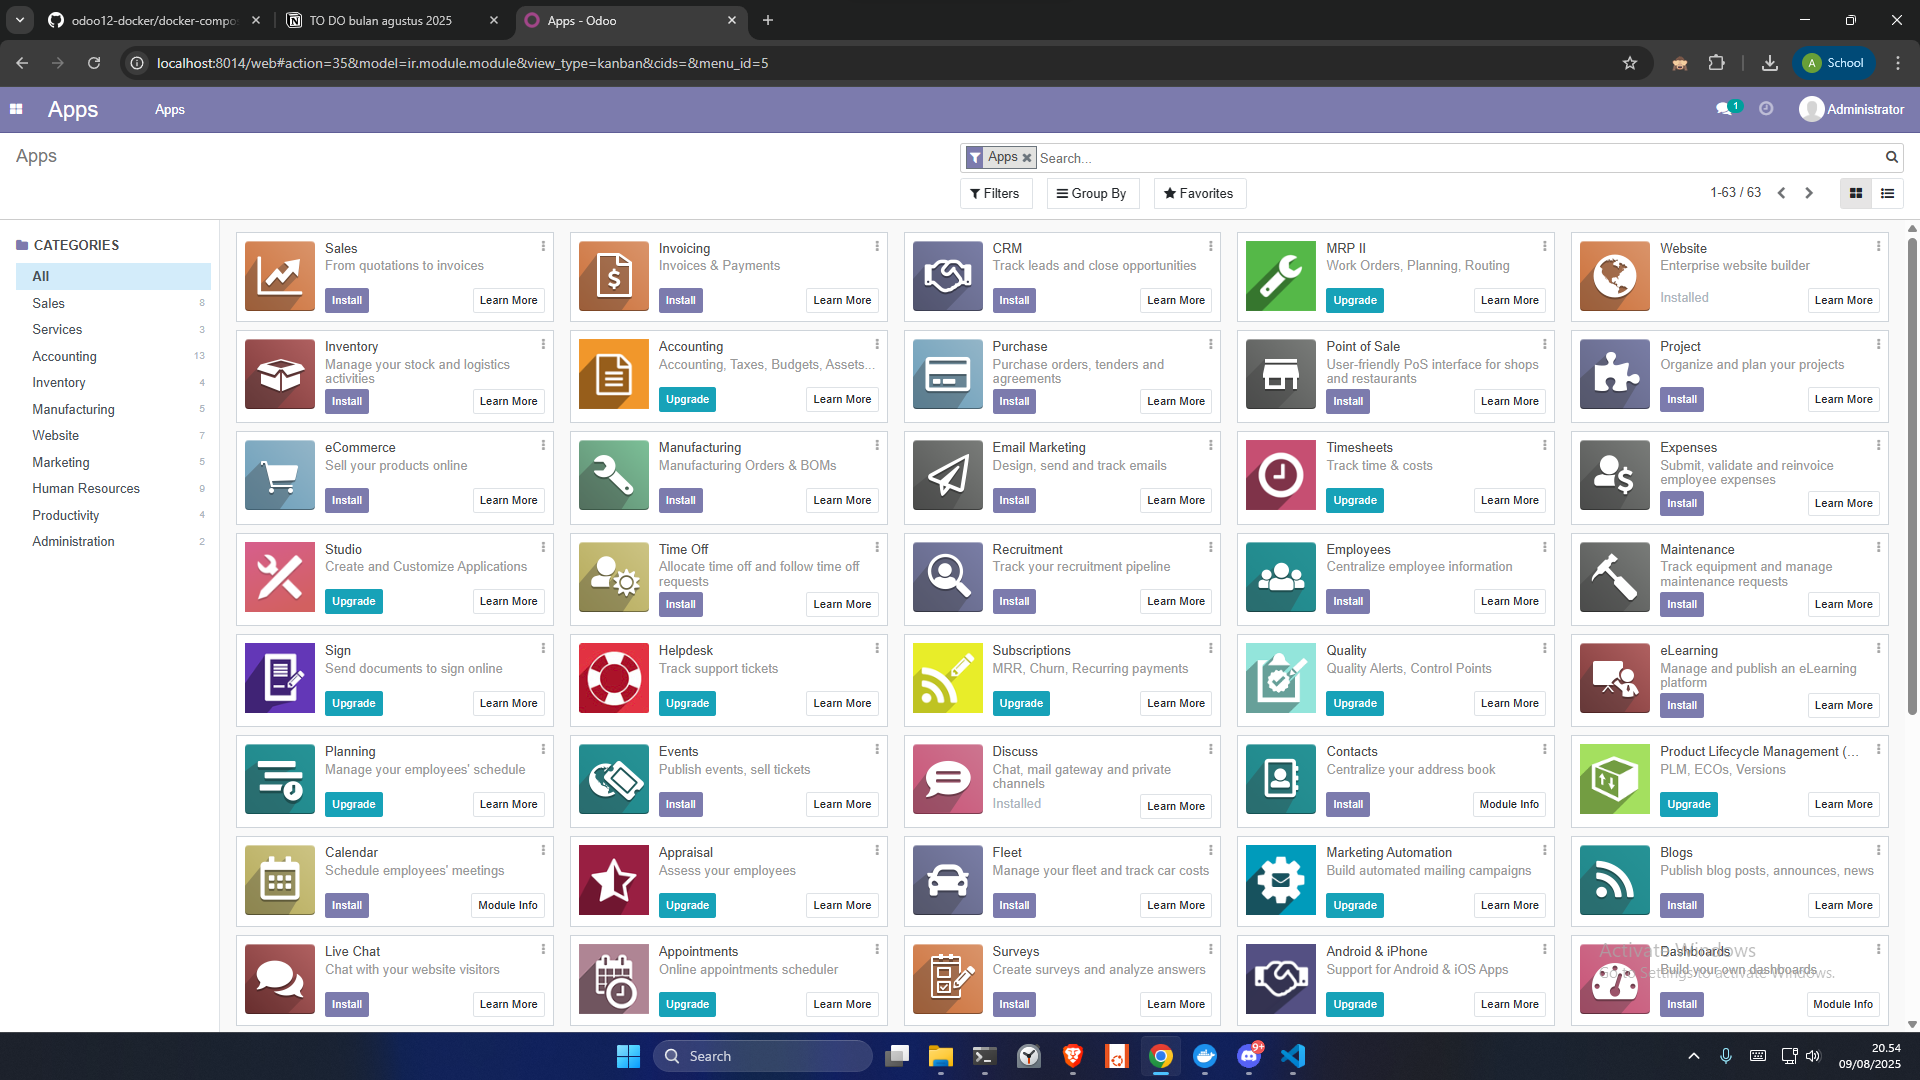 odoo12-docker/docker-compos
TO DO bulan agustus 2025
Apps - Odoo
localhost:8014/web#action=35&model=ir.module.module&view_type=kanban&cids=&menu_id=5
A School
Apps
Apps
1
Administrator
Apps
Apps
Search...
Filters
Group By
Favorites
1-63 / 63
CATEGORIES
All
Sales 8
Services 3
Accounting 13
Inventory 4
Manufacturing 5
Website 7
Marketing 5
Human Resources 9
Productivity 4
Administration 2
Sales
From quotations to invoices
Install Learn More
Invoicing
Invoices & Payments
Install Learn More
CRM
Track leads and close opportunities
Install Learn More
MRP II
Work Orders, Planning, Routing
Upgrade Learn More
Website
Enterprise website builder
Installed Learn More
Inventory
Manage your stock and logistics
activities
Install Learn More
Accounting
Accounting, Taxes, Budgets, Assets...
Upgrade Learn More
Purchase
Purchase orders, tenders and
agreements
Install Learn More
Point of Sale
User-friendly PoS interface for shops
and restaurants
Install Learn More
Project
Organize and plan your projects
Install Learn More
eCommerce
Sell your products online
Install Learn More
Manufacturing
Manufacturing Orders & BOMs
Install Learn More
Email Marketing
Design, send and track emails
Install Learn More
Timesheets
Track time & costs
Upgrade Learn More
Expenses
Submit, validate and reinvoice
employee expenses
Install Learn More
Studio
Create and Customize Applications
Upgrade Learn More
Time Off
Allocate time off and follow time off
requests
Install Learn More
Recruitment
Track your recruitment pipeline
Install Learn More
Employees
Centralize employee information
Install Learn More
Maintenance
Track equipment and manage
maintenance requests
Install Learn More
Sign
Send documents to sign online
Upgrade Learn More
Helpdesk
Track support tickets
Upgrade Learn More
Subscriptions
MRR, Churn, Recurring payments
Upgrade Learn More
Quality
Quality Alerts, Control Points
Upgrade Learn More
eLearning
Manage and publish an eLearning
platform
Install Learn More
Planning
Manage your employees' schedule
Upgrade Learn More
Events
Publish events, sell tickets
Install Learn More
Discuss
Chat, mail gateway and private
channels
Installed Learn More
Contacts
Centralize your address book
Install Module Info
Product Lifecycle Management (...
PLM, ECOs, Versions
Upgrade Learn More
Calendar
Schedule employees' meetings
Install Module Info
Appraisal
Assess your employees
Upgrade Learn More
Fleet
Manage your fleet and track car costs
Install Learn More
Marketing Automation
Build automated mailing campaigns
Upgrade Learn More
Blogs
Publish blog posts, announces, news
Install Learn More
Live Chat
Chat with your website visitors
Install Learn More
Appointments
Online appointments scheduler
Upgrade Learn More
Surveys
Create surveys and analyze answers
Install Learn More
Android & iPhone
Support for Android & iOS Apps
Upgrade Learn More
Dashboards
Build your own dashboards
Install Module Info
Activate Windows
Go to Settings to activate Windows.
Search
9+
20.54
09/08/2025